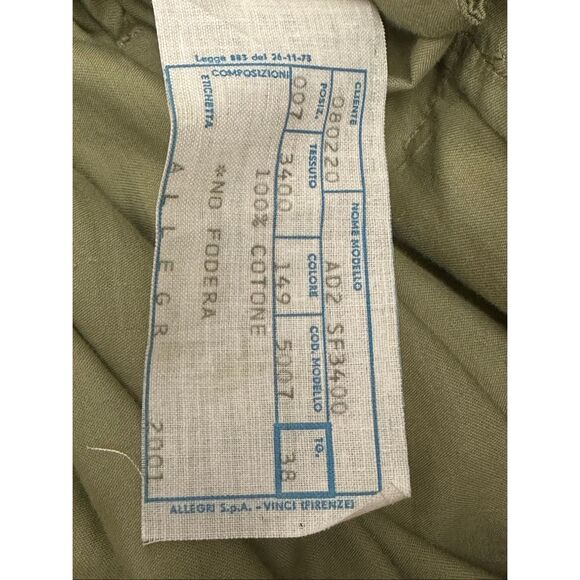 Legge 883 del 26-11-73
CLIENTE NOME MODELLO
080220 AD2 SF3400
POSIZ. TESSUTO COLORE COD. MODELLO TG.
007 3400 149 5007 38
COMPOSIZIONI
100% COTONE
*NO FODERA
ETICHETTA
ALLEGR 2001
ALLEGRI S.p.A. - VINCI (FIRENZE)